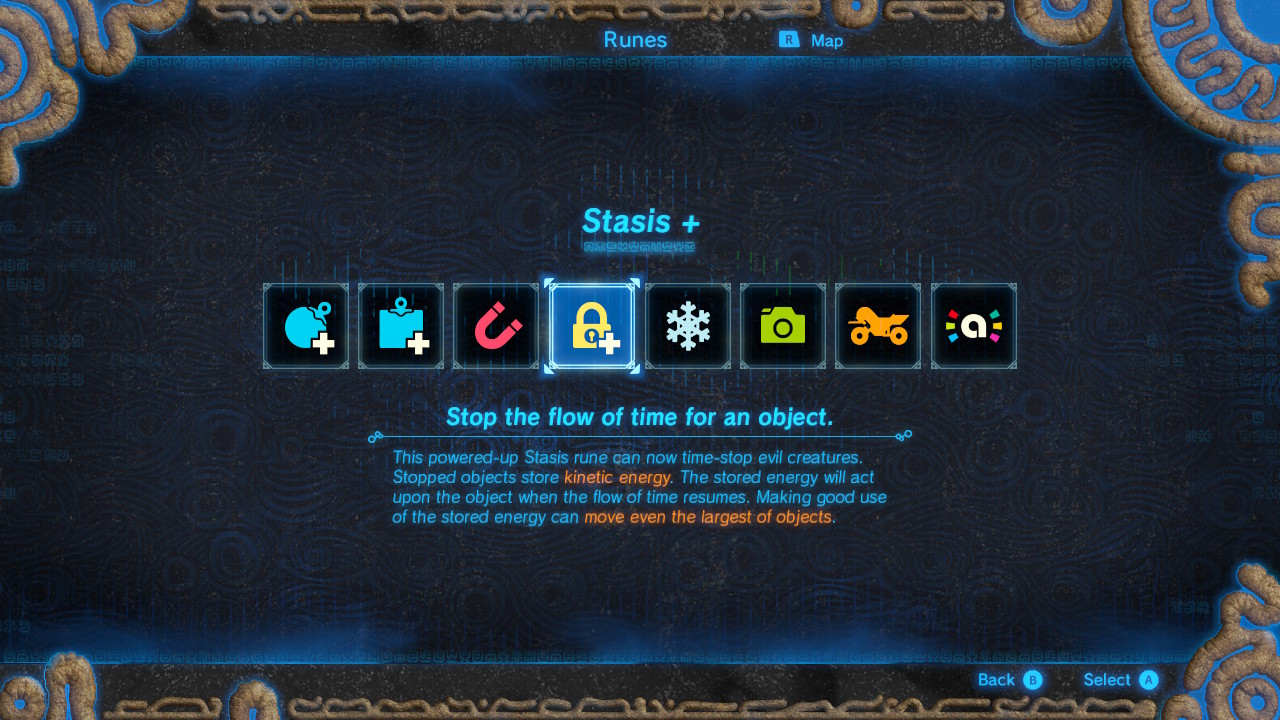 Runes
R Map
Stasis +
a
Stop the flow of time for an object.
This powered-up Stasis rune can now time-stop evil creatures.
Stopped objects store kinetic energy. The stored energy will act
upon the object when the flow of time resumes. Making good use
of the stored energy can move even the largest of objects.
Back B Select A